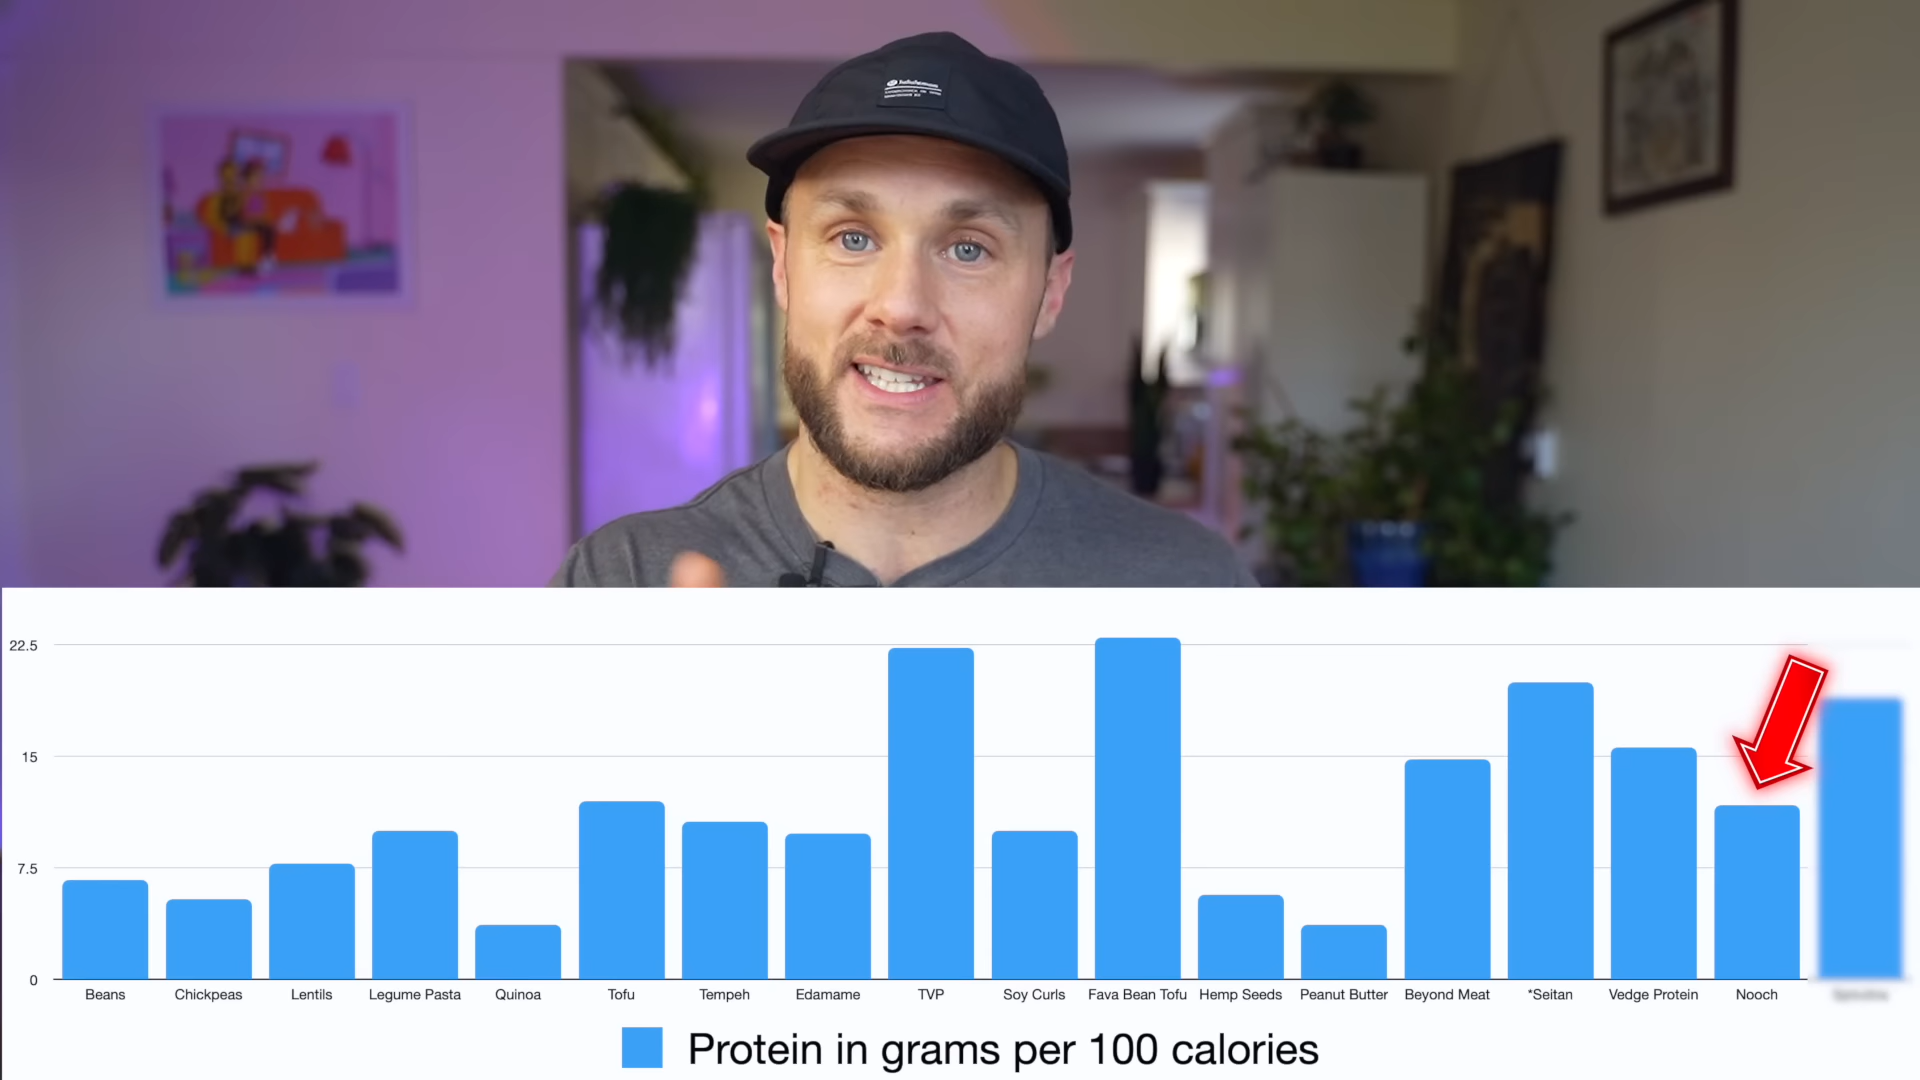 lululemon
22.5
15
7.5
0
Beans Chickpeas Lentils Legume Pasta Quinoa Tofu Tempeh Edamame TVP Soy Curls Fava Bean Tofu Hemp Seeds Peanut Butter Beyond Meat *Seitan Vedge Protein Nooch
Protein in grams per 100 calories